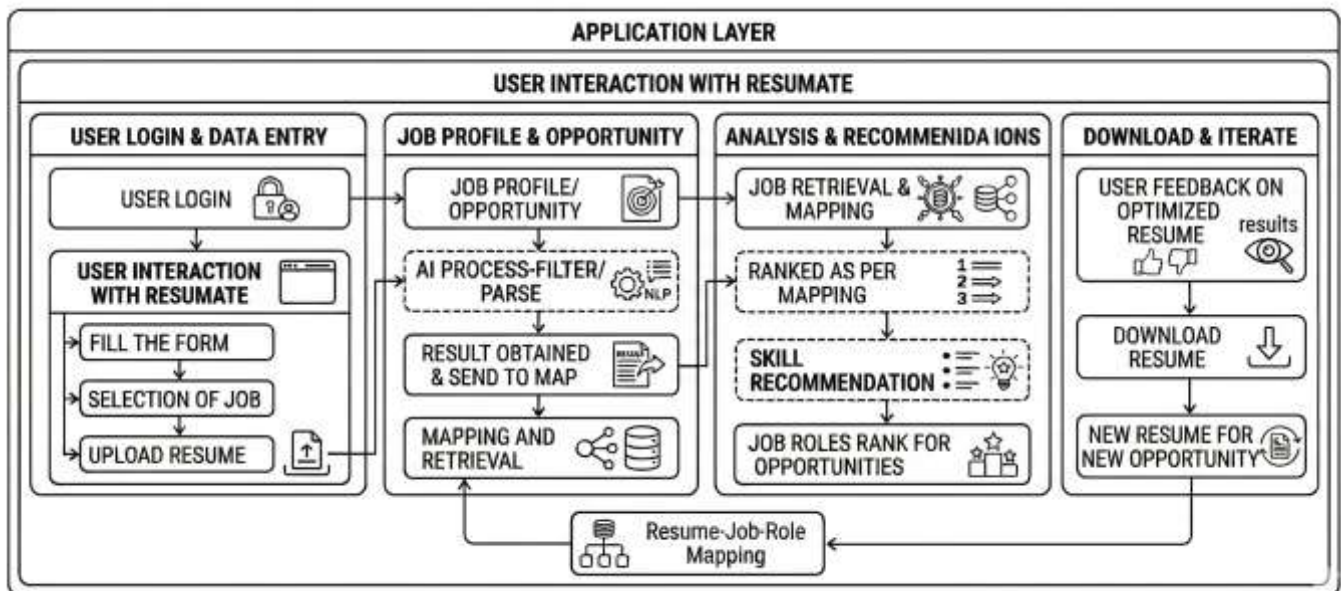 APPLICATION LAYER
USER INTERACTION WITH RESUMATE
USER LOGIN & DATA ENTRY
USER LOGIN
USER INTERACTION
WITH RESUMATE
FILL THE FORM
SELECTION OF JOB
UPLOAD RESUME
JOB PROFILE & OPPORTUNITY
JOB PROFILE/
OPPORTUNITY
AI PROCESS-FILTER/
PARSE
NLP
RESULT OBTAINED
& SEND TO MAP
RESULT
MAPPING AND
RETRIEVAL
ANALYSIS & RECOMMENIDA IONS
JOB RETRIEVAL &
MAPPING
RANKED AS PER
MAPPING
1
2
3
SKILL
RECOMMENDATION
JOB ROLES RANK FOR
OPPORTUNITIES
DOWNLOAD & ITERATE
USER FEEDBACK ON
OPTIMIZED
RESUME
results
DOWNLOAD
RESUME
NEW RESUME FOR
NEW OPPORTUNITY
Resume-Job-Role
Mapping